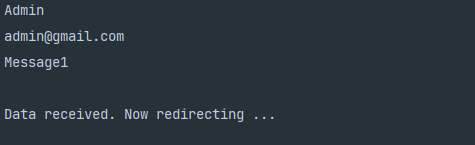 Admin
admin@gmail.com
Message1
Data received. Now redirecting ...